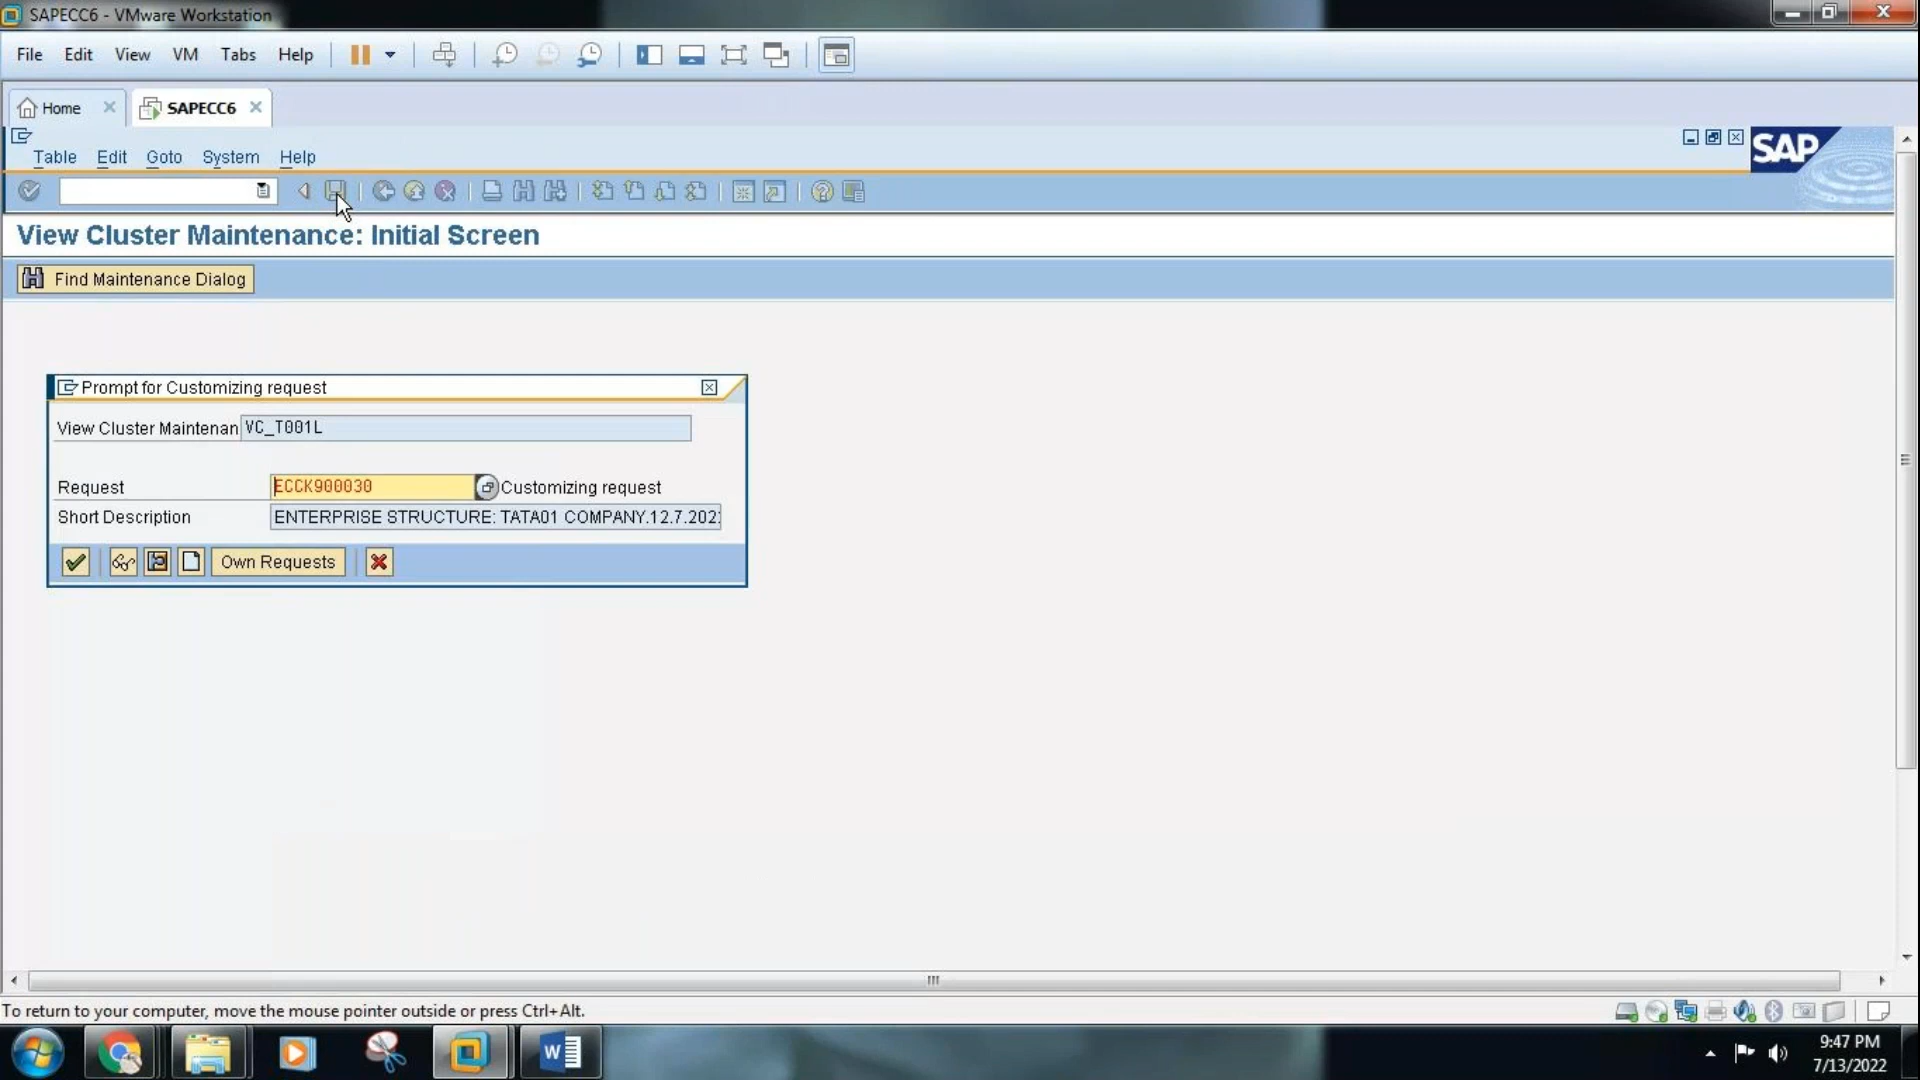 SAPECC6 - VMware Workstation
File Edit View VM Tabs Help
Home SAPECC6
Table Edit Goto System Help
SAP
View Cluster Maintenance: Initial Screen
Find Maintenance Dialog
Prompt for Customizing request
View Cluster Maintenan VC_T001L
Request ECCK900030 Customizing request
Short Description ENTERPRISE STRUCTURE: TATA01 COMPANY.12.7.202
Own Requests
To return to your computer, move the mouse pointer outside or press Ctrl+Alt.
W
9:47 PM
7/13/2022